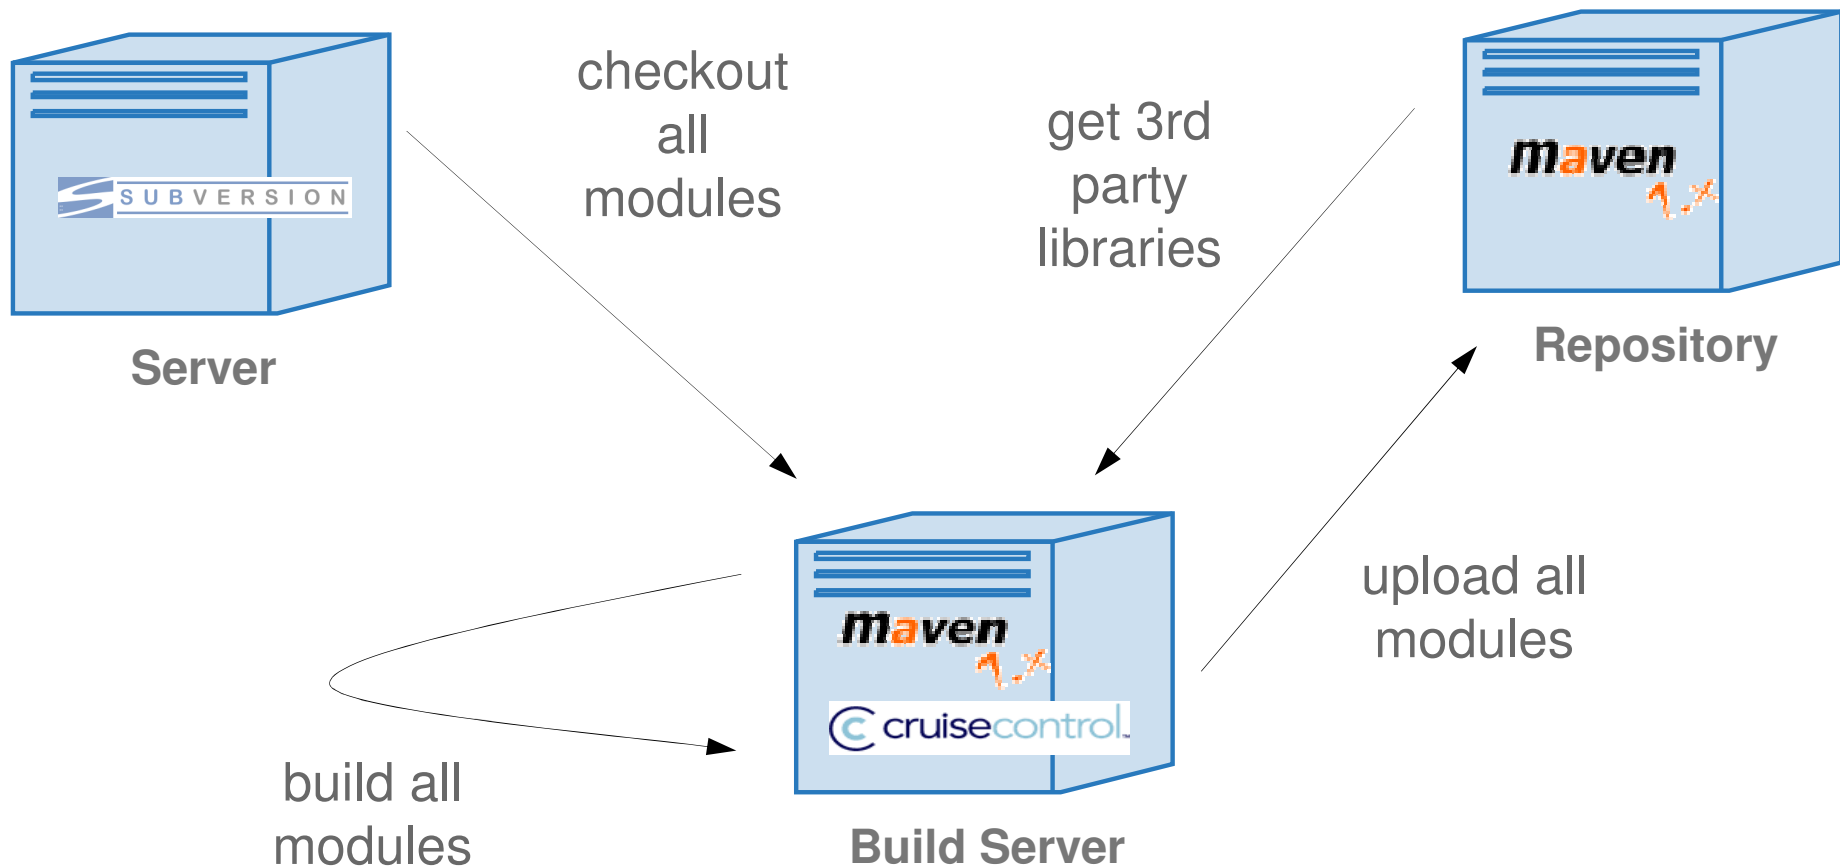 checkout
all
modules
get 3rd
party
libraries
maven
1.x
SUBVERSION
Server
Repository
upload all
modules
maven
1.x
cruisecontrol™
build all
modules
Build Server